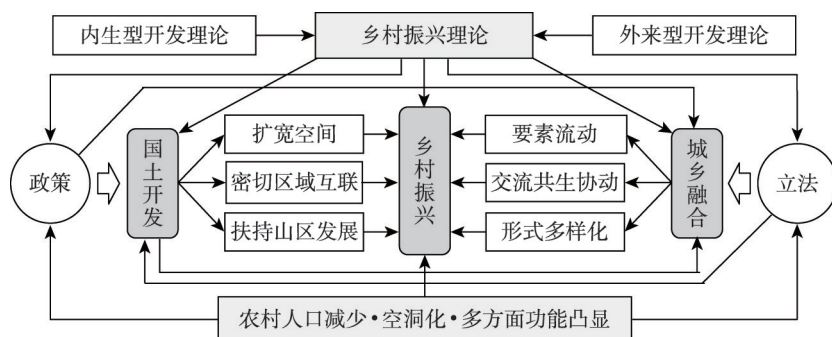 内生型开发理论
乡村振兴理论
外来型开发理论
政策
国土开发
扩宽空间
密切区域互联
扶持山区发展
乡村振兴
要素流动
交流共生协动
形式多样化
城乡融合
立法
农村人口减少•空洞化•多方面功能凸显